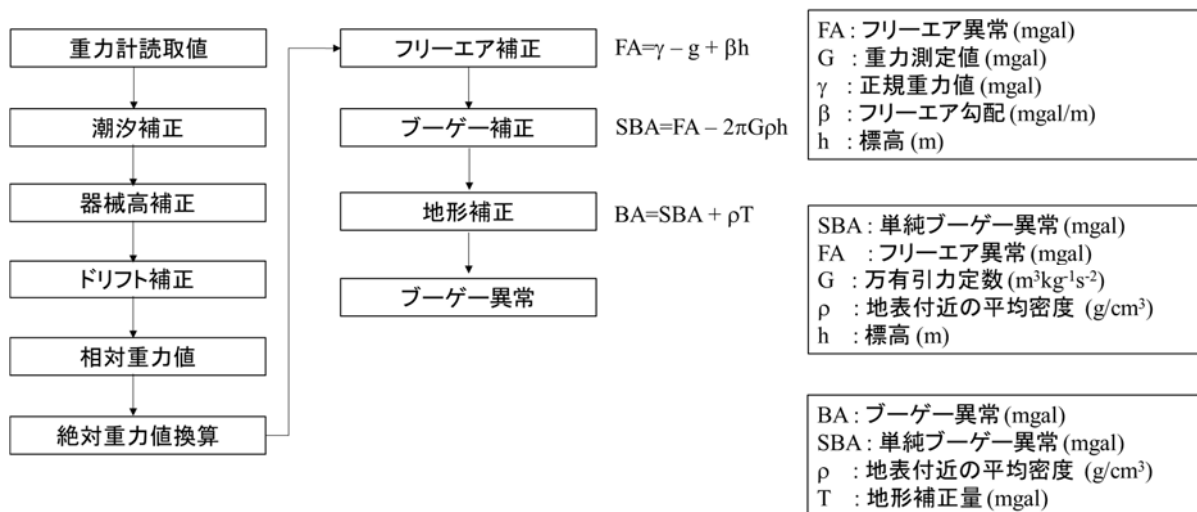 重力計読取値
潮汐補正
器械高補正
ドリフト補正
相対重力値
絶対重力値換算
フリーエア補正
ブーゲー補正
地形補正
ブーゲー異常
FA=γ – g + βh
SBA=FA – 2πGρh
BA=SBA + ρT
FA : フリーエア異常 (mgal)
G : 重力測定値 (mgal)
γ : 正規重力値 (mgal)
β : フリーエア勾配 (mgal/m)
h : 標高 (m)
SBA : 単純ブーゲー異常 (mgal)
FA : フリーエア異常 (mgal)
G : 万有引力定数 (m³kg⁻¹s⁻²)
ρ : 地表付近の平均密度 (g/cm³)
h : 標高 (m)
BA : ブーゲー異常 (mgal)
SBA : 単純ブーゲー異常 (mgal)
ρ : 地表付近の平均密度 (g/cm³)
T : 地形補正量 (mgal)